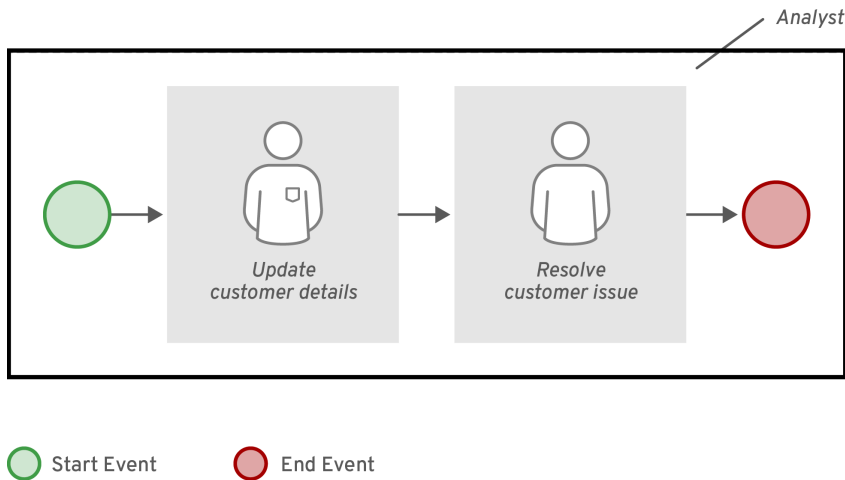 Analyst
Update
customer details
Resolve
customer issue
Start Event
End Event